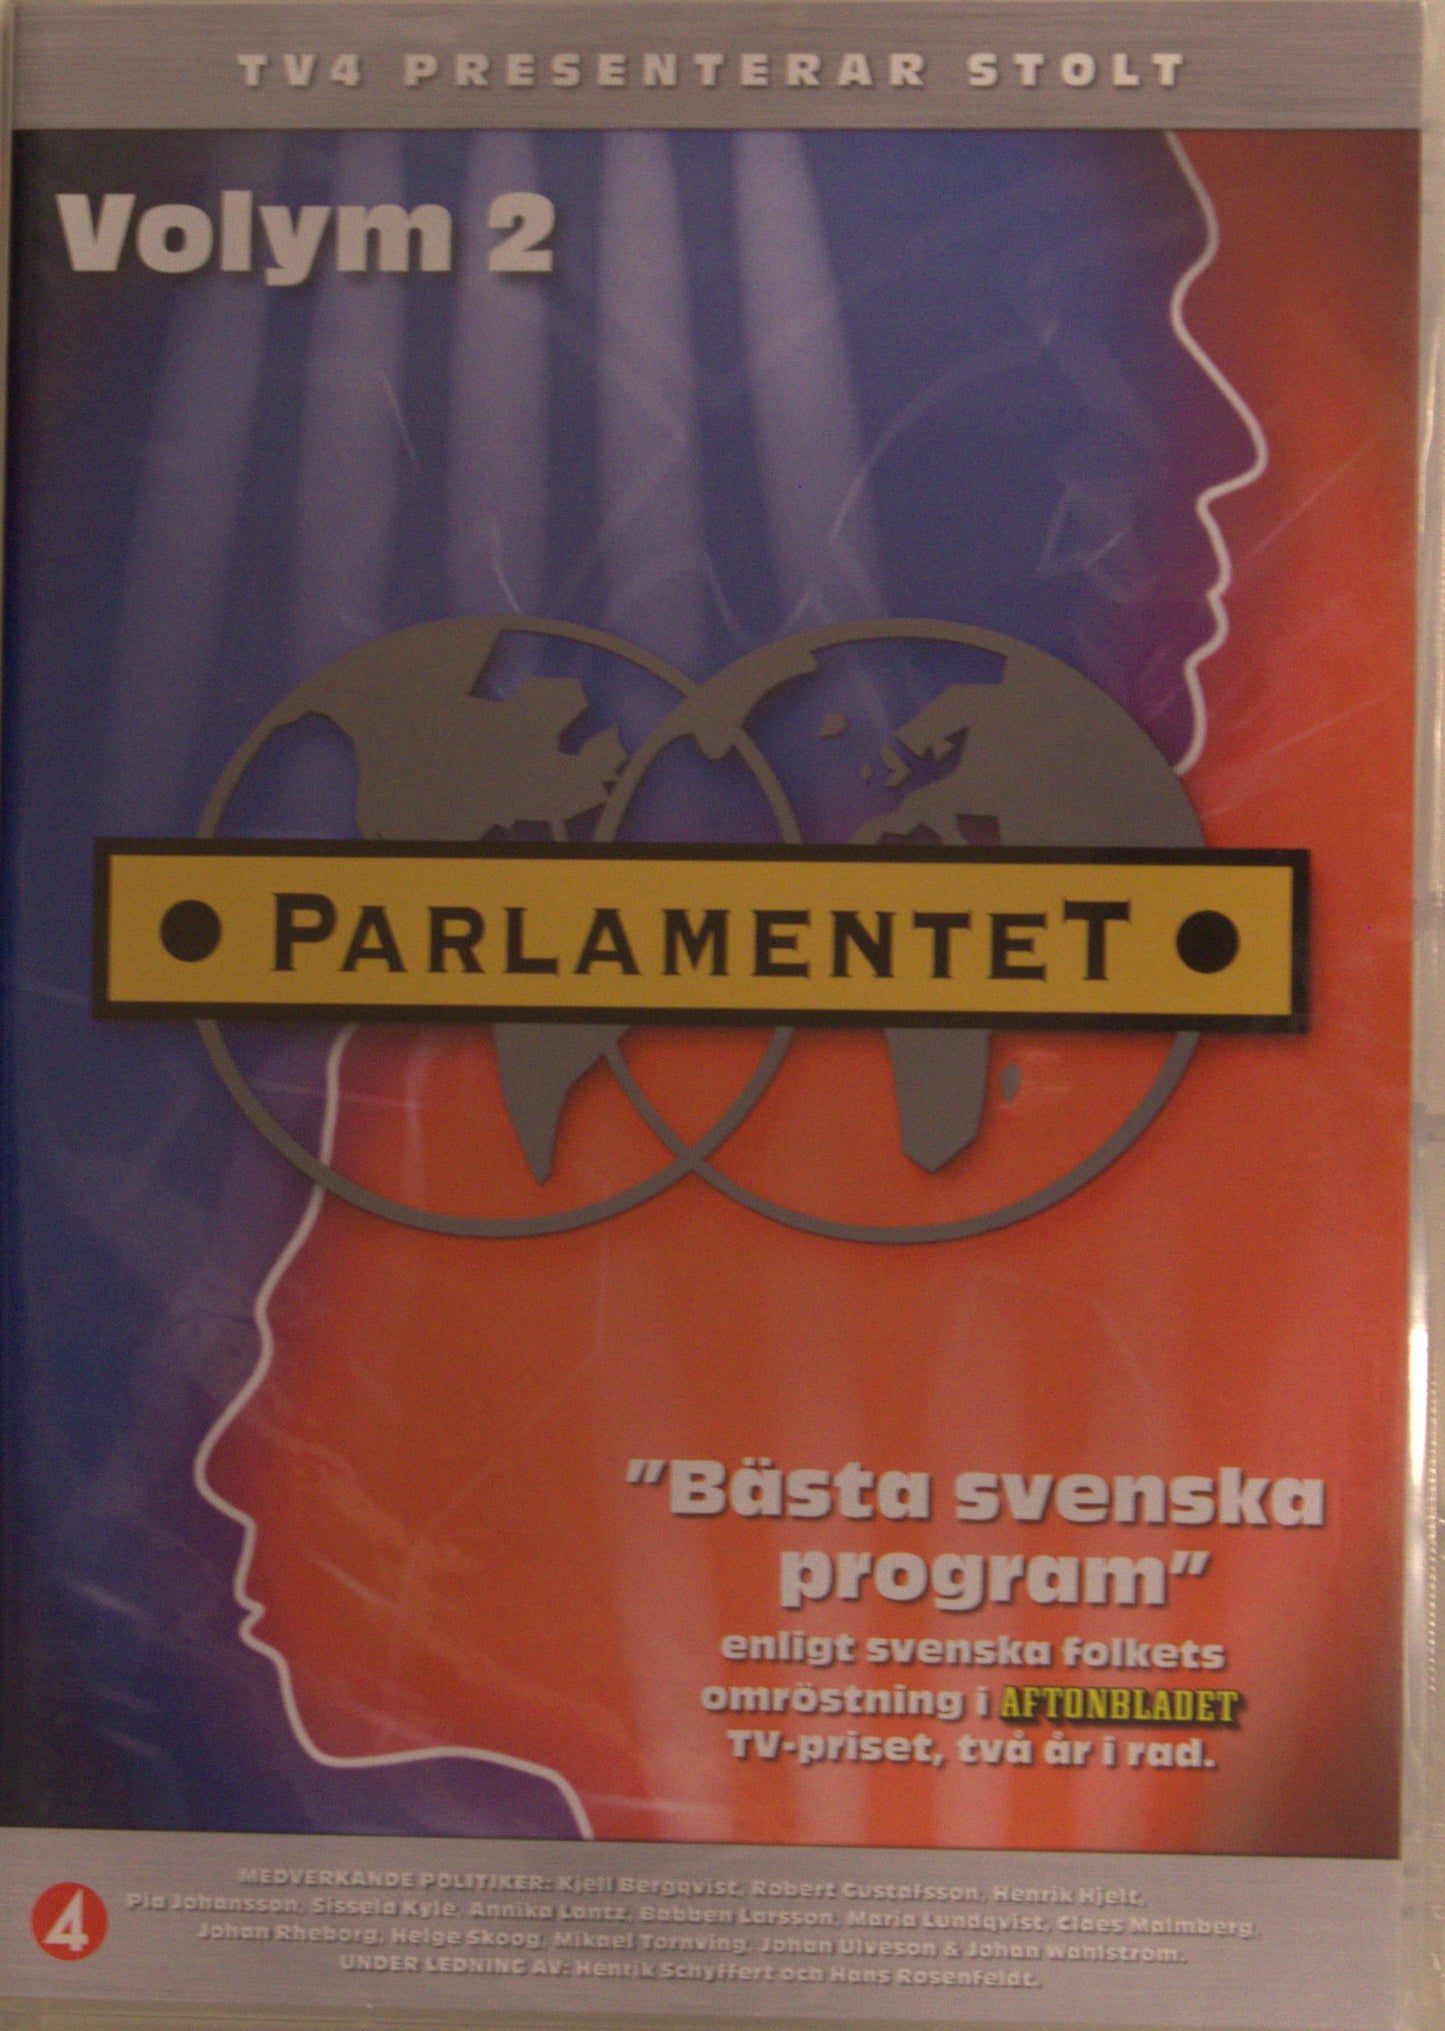 TV4 PRESENTERAR STOLT
Volym 2
• PARLAMENTET •
"Bästa svenska
program"
enligt svenska folkets
omröstning i AFTONBLADET
TV-priset, två år i rad.
4
MEDVERKANDE POLITIKER: Kjell Bergqvist, Robert Gustafsson, Henrik Hjelt,
Pia Johansson, Sissela Kyle, Annika Lantz, Babben Larsson, Maria Lundqvist, Claes Malmberg,
Johan Rheborg, Helge Skoog, Mikael Tornving, Johan Ulveson & Johan Wahlström.
UNDER LEDNING AV: Henrik Schyffert och Hans Rosenfeldt.